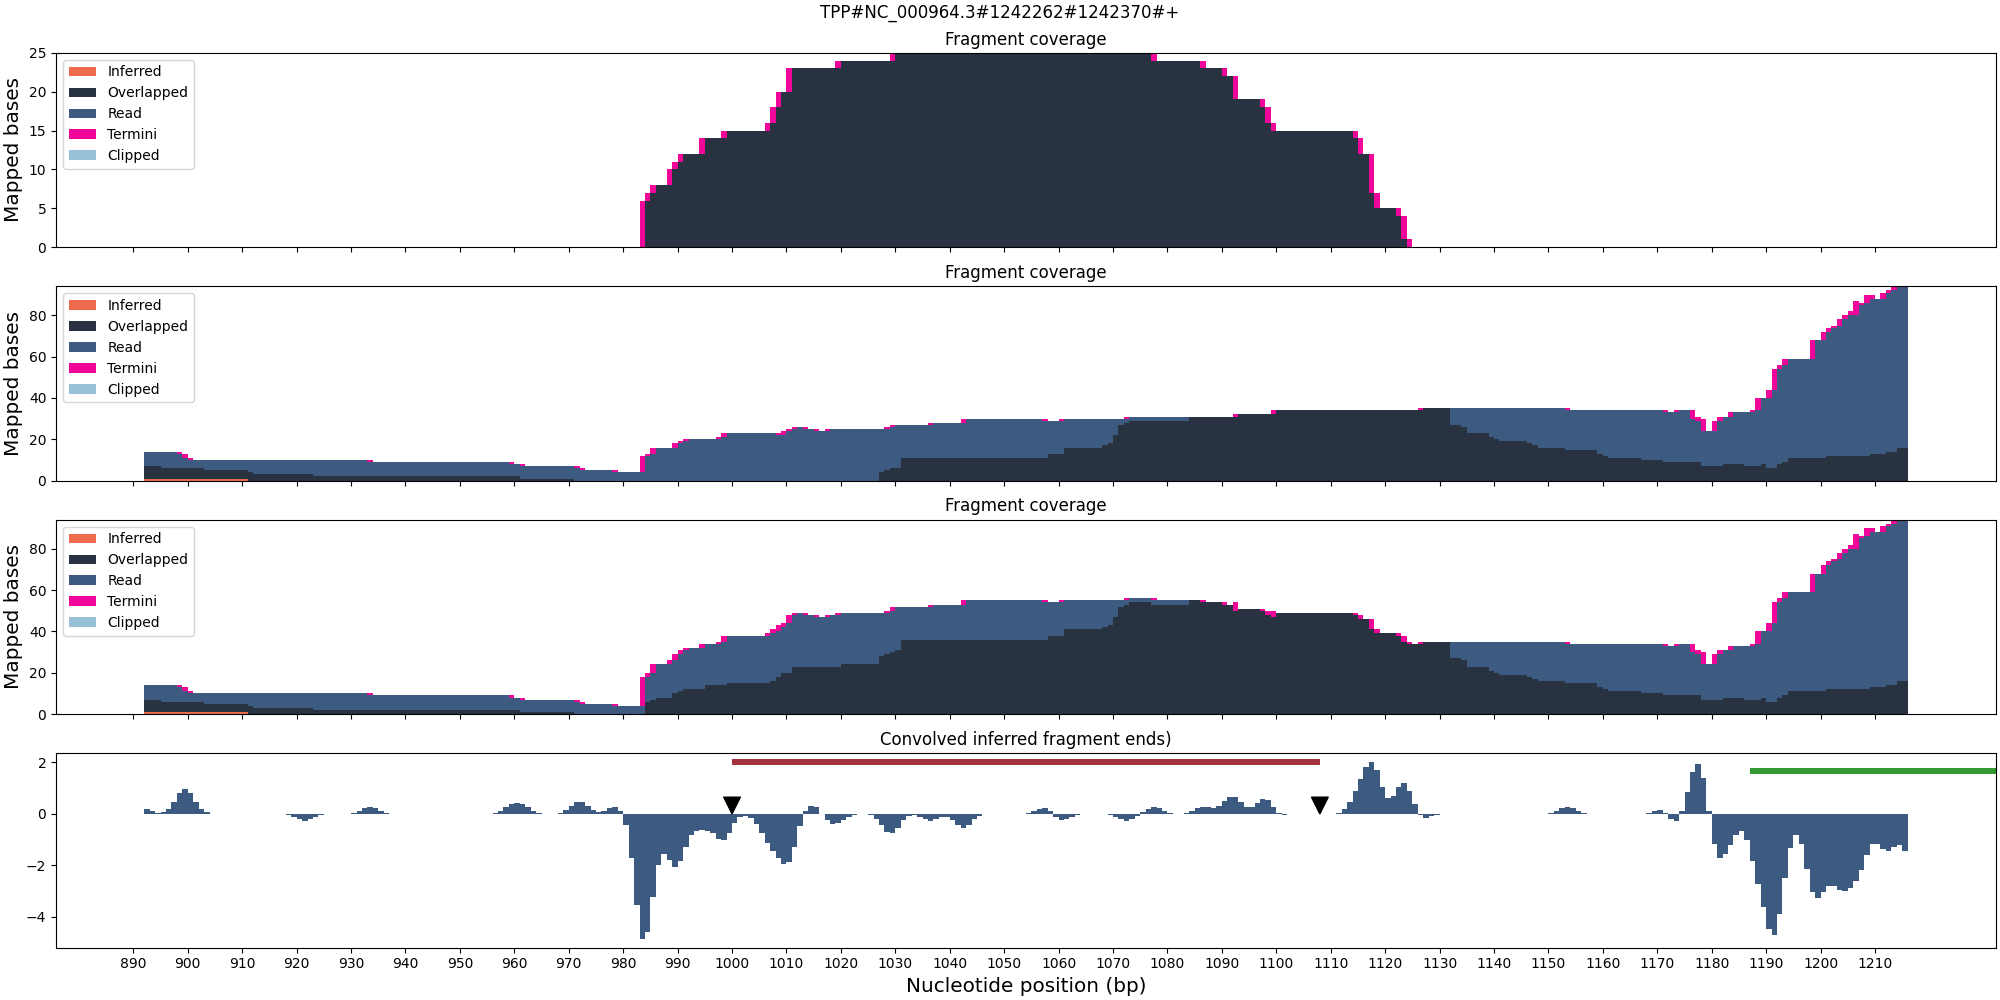 TPP#NC_000964.3#1242262#1242370#+
Fragment coverage
25
20
15
10
5
0
Mapped bases
Inferred
Overlapped
Read
Termini
Clipped
Fragment coverage
80
60
40
20
0
Mapped bases
Inferred
Overlapped
Read
Termini
Clipped
Fragment coverage
80
60
40
20
0
Mapped bases
Inferred
Overlapped
Read
Termini
Clipped
Convolved inferred fragment ends)
2
0
−2
−4
890 900 910 920 930 940 950 960 970 980 990 1000 1010 1020 1030 1040 1050 1060 1070 1080 1090 1100 1110 1120 1130 1140 1150 1160 1170 1180 1190 1200 1210
Nucleotide position (bp)